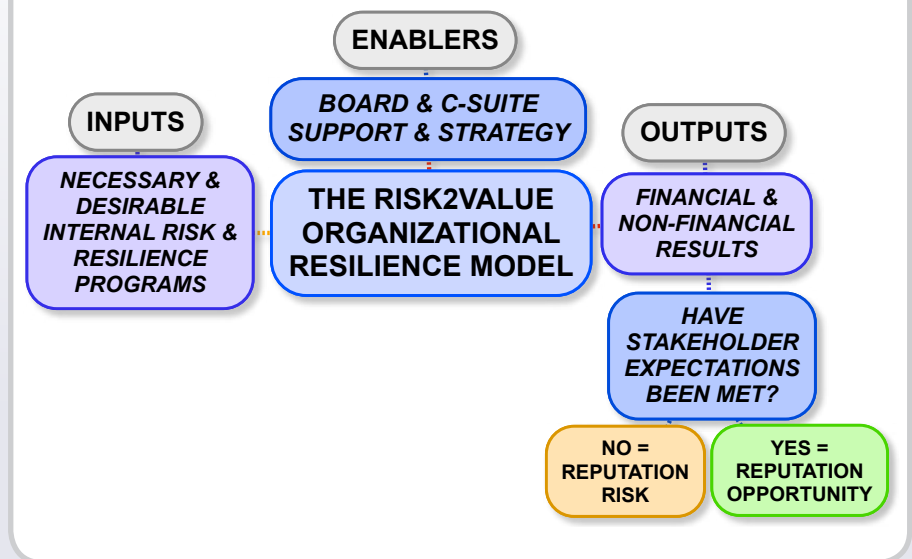 ENABLERS
BOARD & C-SUITE
SUPPORT & STRATEGY
INPUTS
NECESSARY &
DESIRABLE
INTERNAL RISK &
RESILIENCE
PROGRAMS
THE RISK2VALUE
ORGANIZATIONAL
RESILIENCE MODEL
OUTPUTS
FINANCIAL &
NON-FINANCIAL
RESULTS
HAVE
STAKEHOLDER
EXPECTATIONS
BEEN MET?
NO =
REPUTATION
RISK
YES =
REPUTATION
OPPORTUNITY